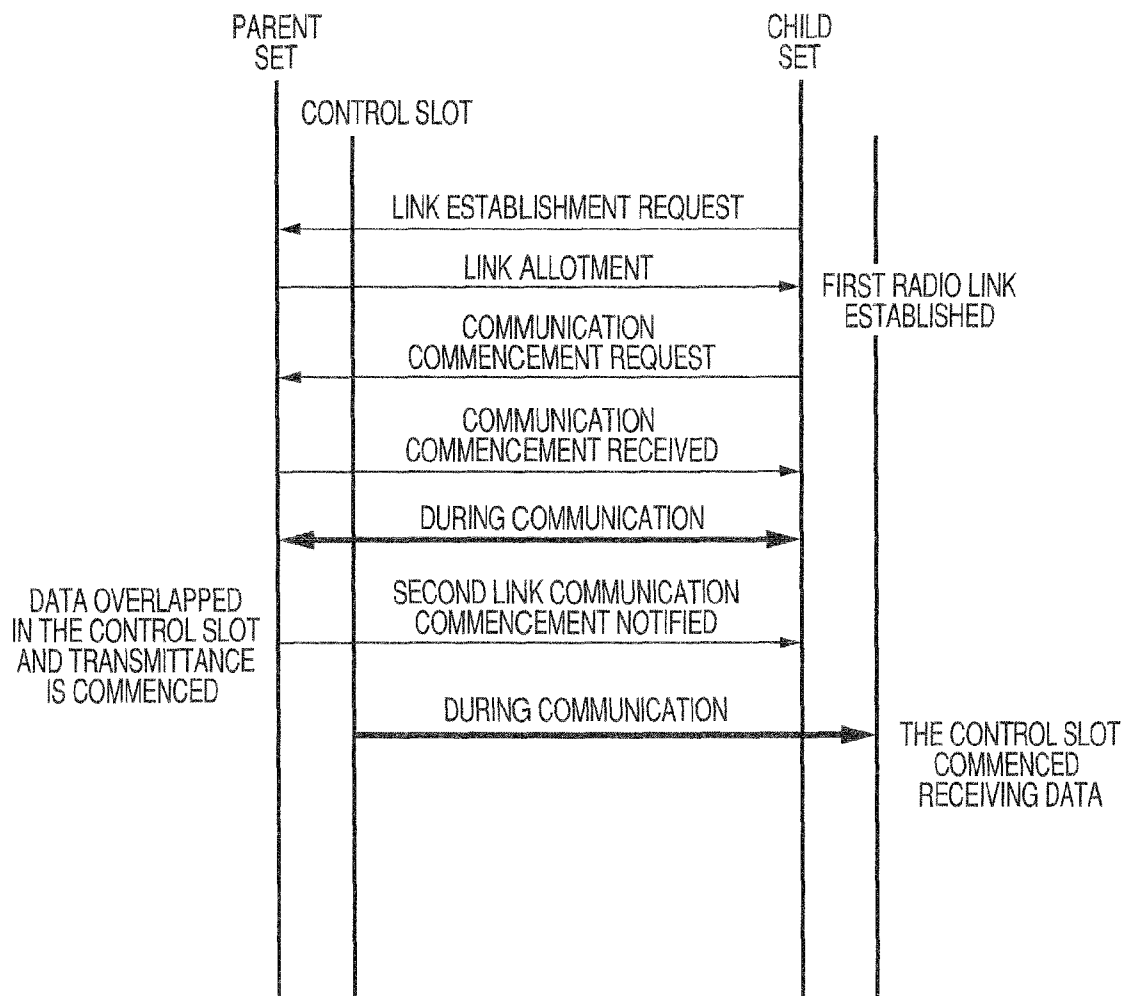 PARENT
SET
CHILD
SET
CONTROL SLOT
LINK ESTABLISHMENT REQUEST
LINK ALLOTMENT
FIRST RADIO LINK
ESTABLISHED
COMMUNICATION
COMMENCEMENT REQUEST
COMMUNICATION
COMMENCEMENT RECEIVED
DURING COMMUNICATION
DATA OVERLAPPED
IN THE CONTROL SLOT
AND TRANSMITTANCE
IS COMMENCED
SECOND LINK COMMUNICATION
COMMENCEMENT NOTIFIED
DURING COMMUNICATION
THE CONTROL SLOT
COMMENCED
RECEIVING DATA